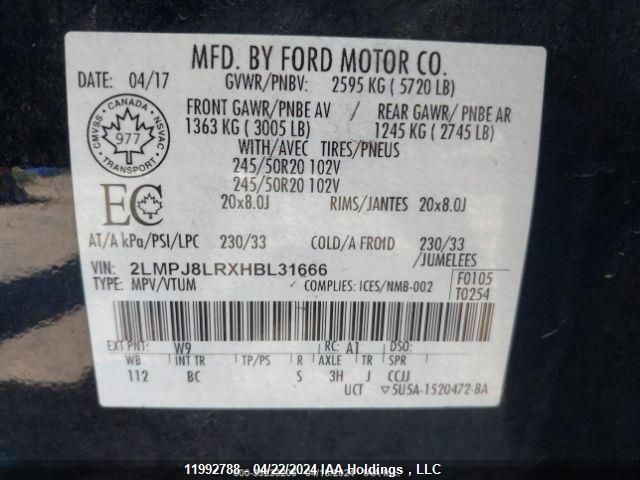 MFD. BY FORD MOTOR CO.
DATE: 04/17 GVWR/PNBV: 2595 KG ( 5720 LB)
FRONT GAWR/PNBE AV / REAR GAWR/ PNBE AR
1363 KG ( 3005 LB) 1245 KG ( 2745 LB)
WITH/AVEC TIRES/PNEUS
245/50R20 102V
245/50R20 102V
20x8.0J RIMS/JANTES 20x8.0J
CMVSS · CANADA · NSVAC
977
TRANSPORT
EC
AT/A kPa/PSI/LPC 230/33 COLD/A FROID 230/33
/JUMELEES
VIN: 2LMPJ8LRXHBL31666 F0105
TYPE: MPV/VTUM COMPLIES: ICES/NMB-002 T0254
EXT PNT: W9 RC: A1 DSO:
WB INT TR TP/PS R AXLE TR SPR
112 BC S 3H J CCJJ
UCT ▽5U5A-1520472-BA
11992788 04/22/2024 IAA Holdings , LLC